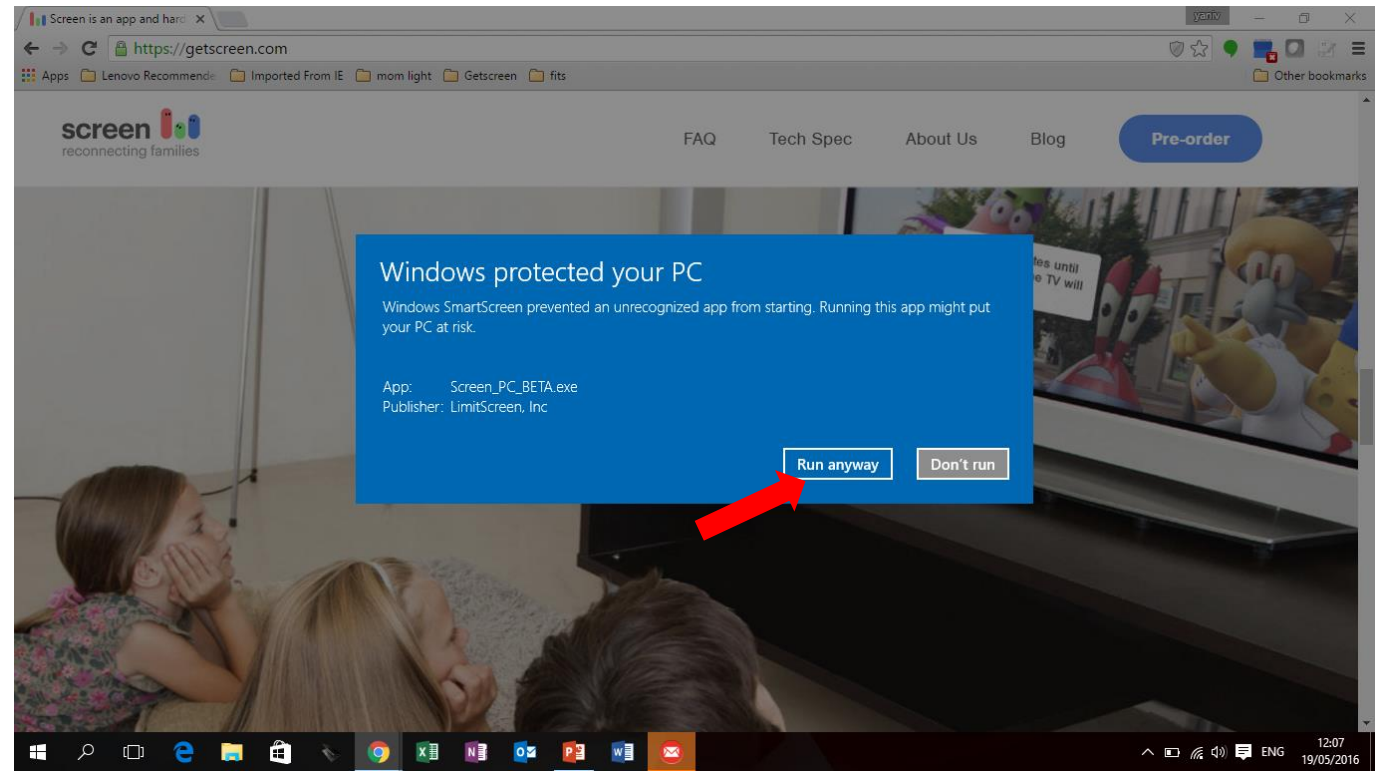 Screen is an app and hard
yaniv
https://getscreen.com
Apps Lenovo Recommende Imported From IE mom light Getscreen fits Other bookmarks
screen
reconnecting families
FAQ Tech Spec About Us Blog Pre-order
tes until
e TV will
Windows protected your PC
Windows SmartScreen prevented an unrecognized app from starting. Running this app might put
your PC at risk.
App: Screen_PC_BETA.exe
Publisher: LimitScreen, Inc
Run anyway Don't run
ENG
12:07
19/05/2016